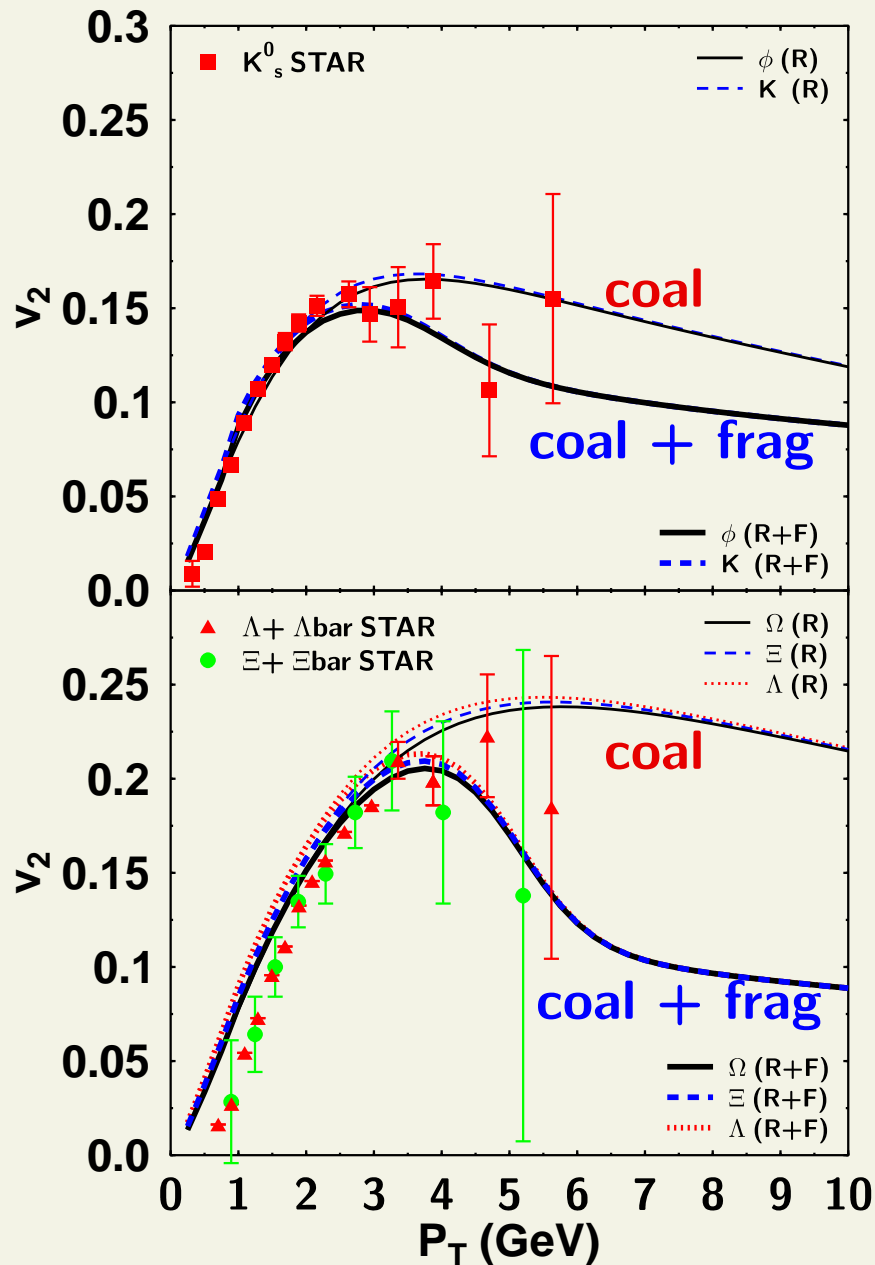 0.3
K⁰ₛ STAR
ϕ (R)
K (R)
0.25
0.2
coal
v₂
0.15
0.1
coal + frag
0.05
ϕ (R+F)
K (R+F)
0.0
Λ+ Λbar STAR
Ξ+ Ξbar STAR
Ω (R)
Ξ (R)
Λ (R)
0.25
coal
0.2
v₂
0.15
0.1
coal + frag
0.05
Ω (R+F)
Ξ (R+F)
Λ (R+F)
0.0
0 1 2 3 4 5 6 7 8 9 10
P_T (GeV)